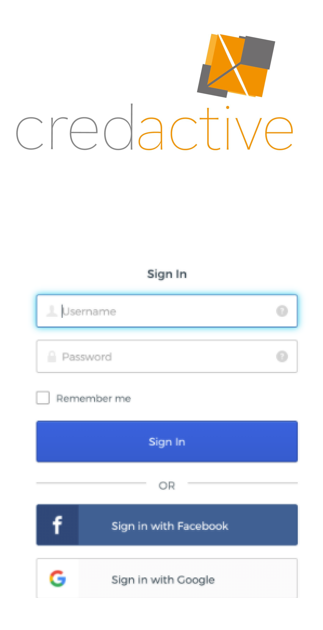 credactive
Sign In
Username
?
Password
?
Remember me
Sign In
OR
f
Sign in with Facebook
G
Sign in with Google